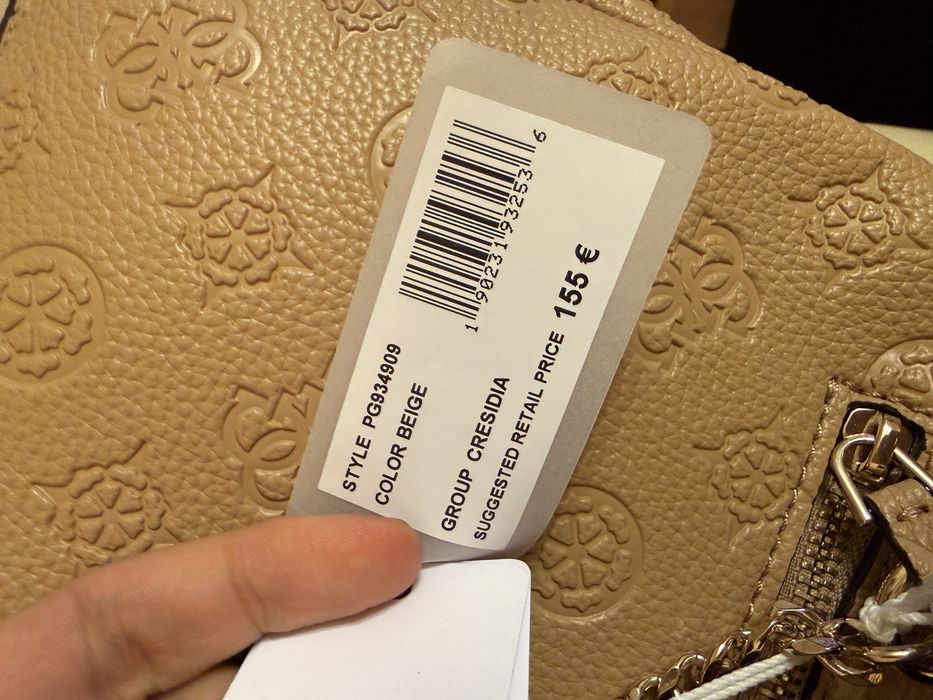 1 90231 93253 6
STYLE PG934909
COLOR BEIGE
GROUP CRESIDIA
SUGGESTED RETAIL PRICE 155 €